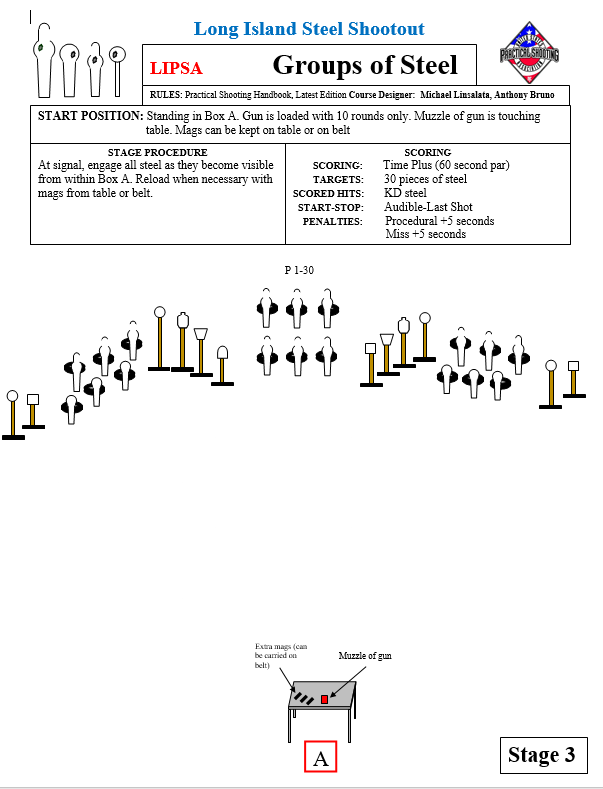 Long Island Steel Shootout
LIPSA Groups of Steel
PRACTICAL SHOOTING
RULES: Practical Shooting Handbook, Latest Edition Course Designer: Michael Linsalata, Anthony Bruno
START POSITION: Standing in Box A. Gun is loaded with 10 rounds only. Muzzle of gun is touching
table. Mags can be kept on table or on belt
STAGE PROCEDURE
At signal, engage all steel as they become visible
from within Box A. Reload when necessary with
mags from table or belt.
SCORING
SCORING: Time Plus (60 second par)
TARGETS: 30 pieces of steel
SCORED HITS: KD steel
START-STOP: Audible-Last Shot
PENALTIES: Procedural +5 seconds
Miss +5 seconds
P 1-30
Extra mags (can
be carried on
belt)
Muzzle of gun
A
Stage 3